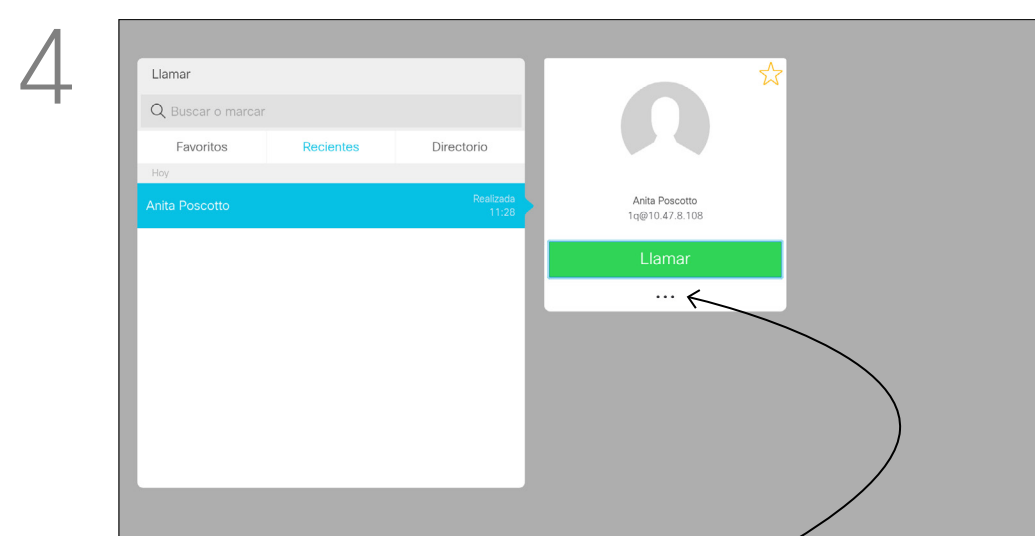 4
Llamar
Buscar o marcar
Favoritos Recientes Directorio
Hoy
Anita Poscotto Realizada
11:28
Anita Poscotto
1q@10.47.8.108
Llamar
...